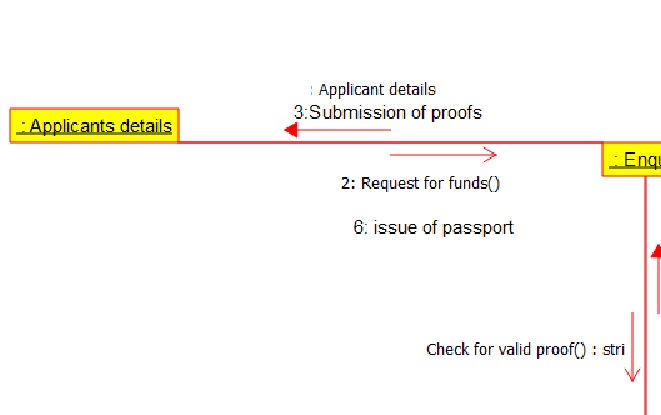 : Applicant details
3:Submission of proofs
: Applicants details
: Enqu
2: Request for funds()
6: issue of passport
Check for valid proof() : stri